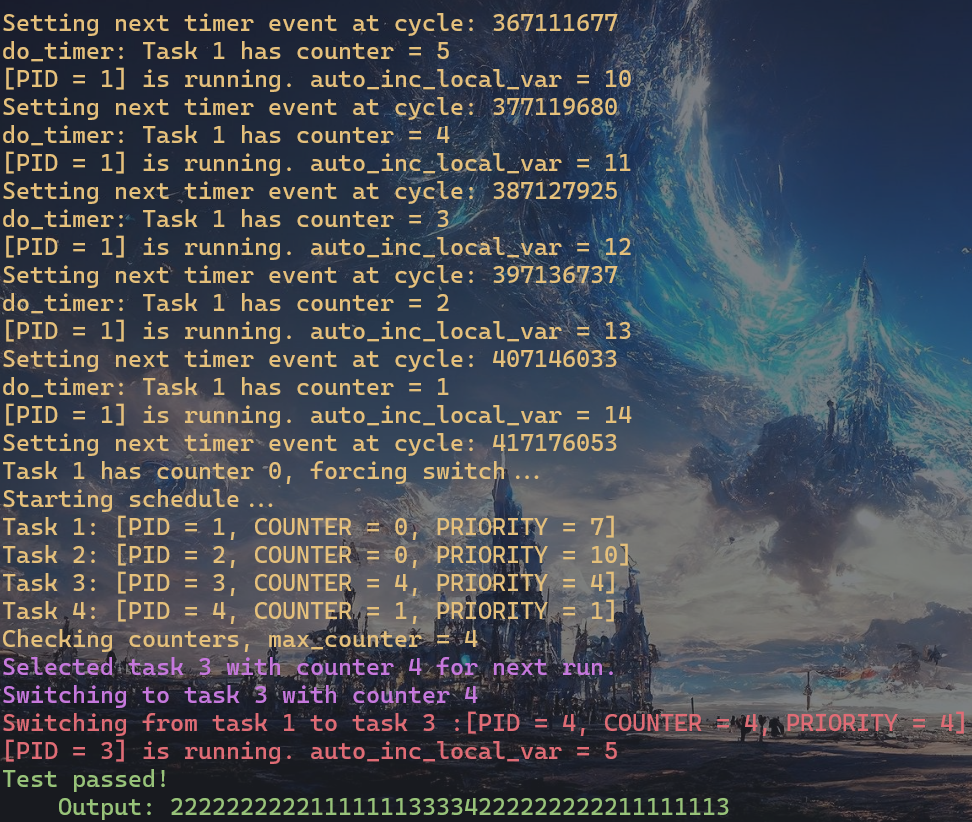 Setting next timer event at cycle: 367111677
do_timer: Task 1 has counter = 5
[PID = 1] is running. auto_inc_local_var = 10
Setting next timer event at cycle: 377119680
do_timer: Task 1 has counter = 4
[PID = 1] is running. auto_inc_local_var = 11
Setting next timer event at cycle: 387127925
do_timer: Task 1 has counter = 3
[PID = 1] is running. auto_inc_local_var = 12
Setting next timer event at cycle: 397136737
do_timer: Task 1 has counter = 2
[PID = 1] is running. auto_inc_local_var = 13
Setting next timer event at cycle: 407146033
do_timer: Task 1 has counter = 1
[PID = 1] is running. auto_inc_local_var = 14
Setting next timer event at cycle: 417176053
Task 1 has counter 0, forcing switch...
Starting schedule...
Task 1: [PID = 1, COUNTER = 0, PRIORITY = 7]
Task 2: [PID = 2, COUNTER = 0, PRIORITY = 10]
Task 3: [PID = 3, COUNTER = 4, PRIORITY = 4]
Task 4: [PID = 4, COUNTER = 1, PRIORITY = 1]
Checking counters, max_counter = 4
Selected task 3 with counter 4 for next run.
Switching to task 3 with counter 4
Switching from task 1 to task 3 :[PID = 4, COUNTER = 4, PRIORITY = 4]
[PID = 3] is running. auto_inc_local_var = 5
Test passed!
Output: 2222222222111111133334222222222211111113